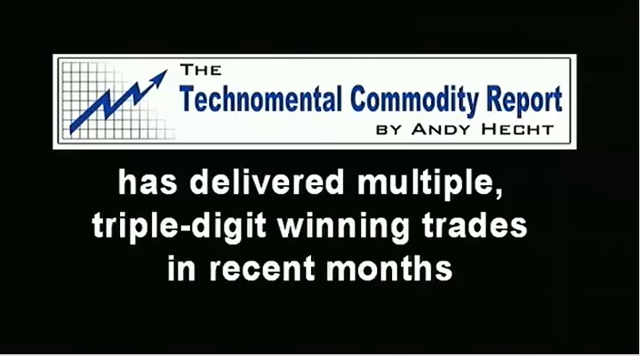 The
Technomental Commodity Report
by Andy Hecht
has delivered multiple,
triple-digit winning trades
in recent months